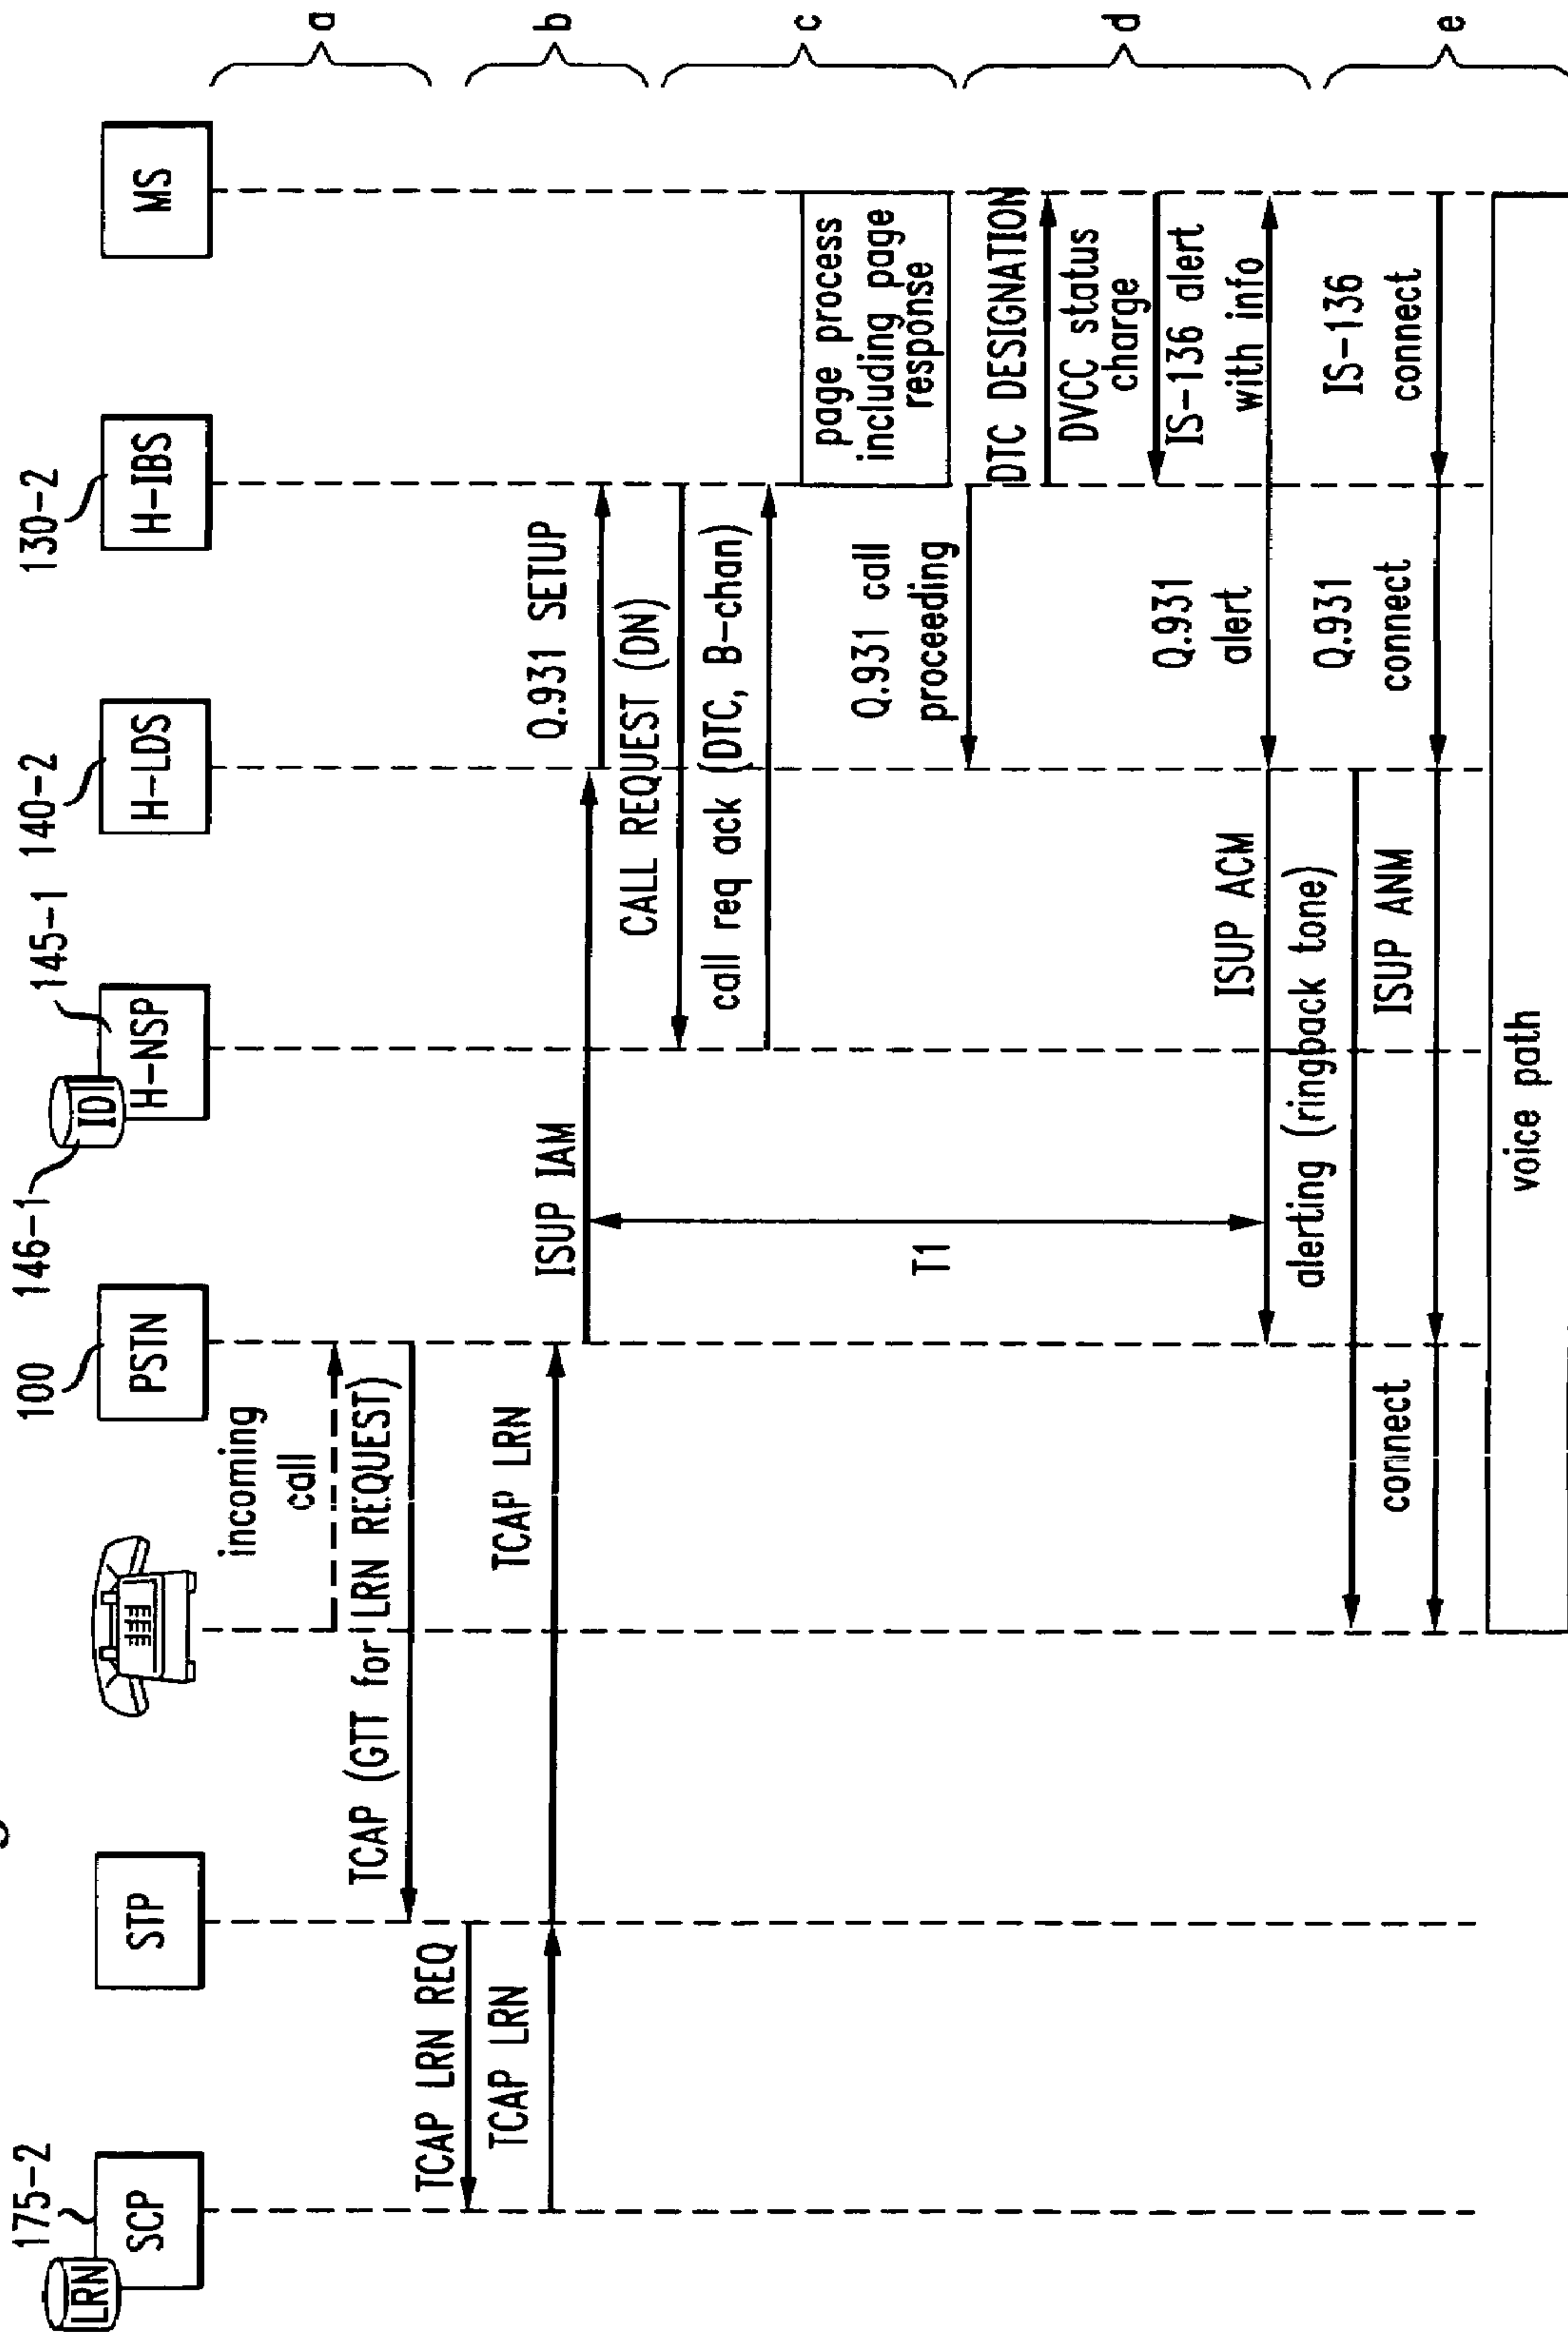 175-2
LRN
SCP
STP
100
PSTN
146-1
ID
145-1
H-NSP
140-2
H-LDS
130-2
H-IBS
MS
incoming
call
a
TCAP (GTT for LRN REQUEST)
TCAP LRN REQ
TCAP LRN
TCAP LRN
ISUP IAM
Q.931 SETUP
b
CALL REQUEST (DN)
call req ack (DTC, B-chan)
page process
including page
response
c
Q.931 call
proceeding
T1
DTC DESIGNATION
DVCC status
charge
d
ISUP ACM
Q.931
alert
IS-136 alert
with info
alerting (ringback tone)
connect
ISUP ANM
Q.931
connect
IS-136
connect
e
voice path